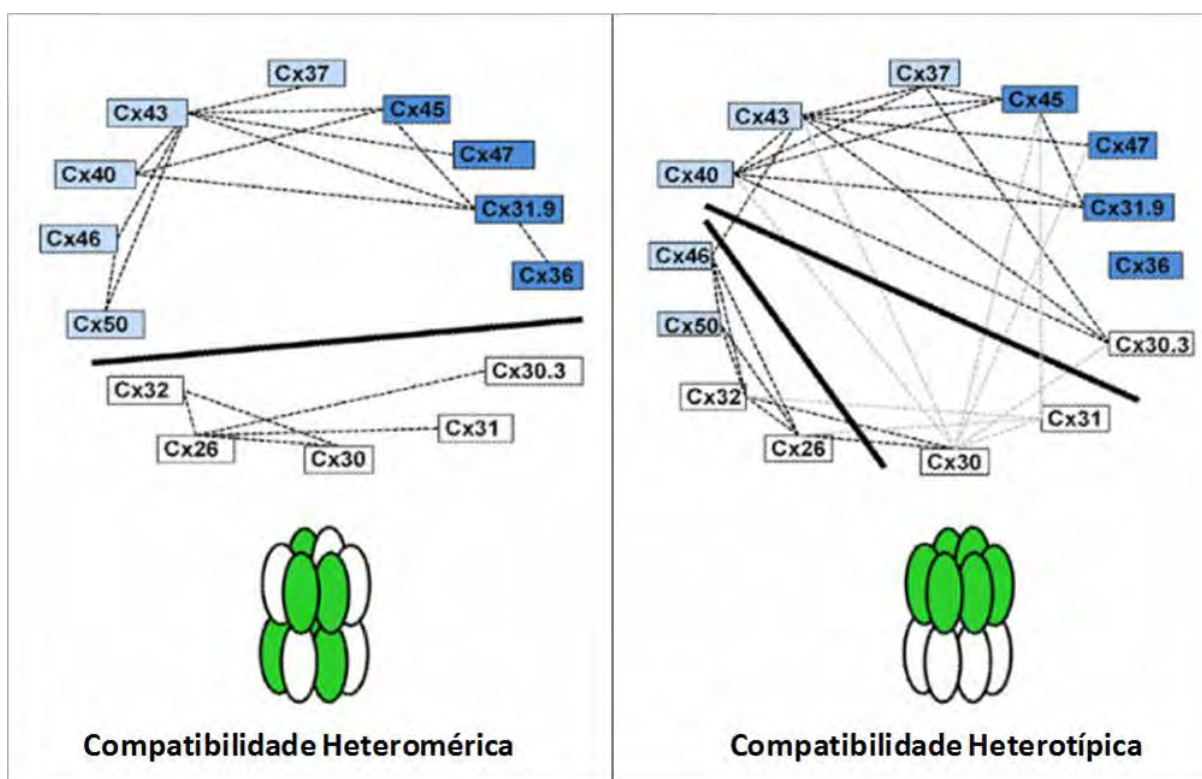 Cx37
Cx43
Cx45
Cx47
Cx40
Cx31.9
Cx46
Cx36
Cx50
Cx30.3
Cx32
Cx31
Cx26
Cx30
Compatibilidade Heteromérica
Cx37
Cx45
Cx43
Cx47
Cx40
Cx31.9
Cx46
Cx36
Cx50
Cx30.3
Cx32
Cx31
Cx26
Cx30
Compatibilidade Heterotípica